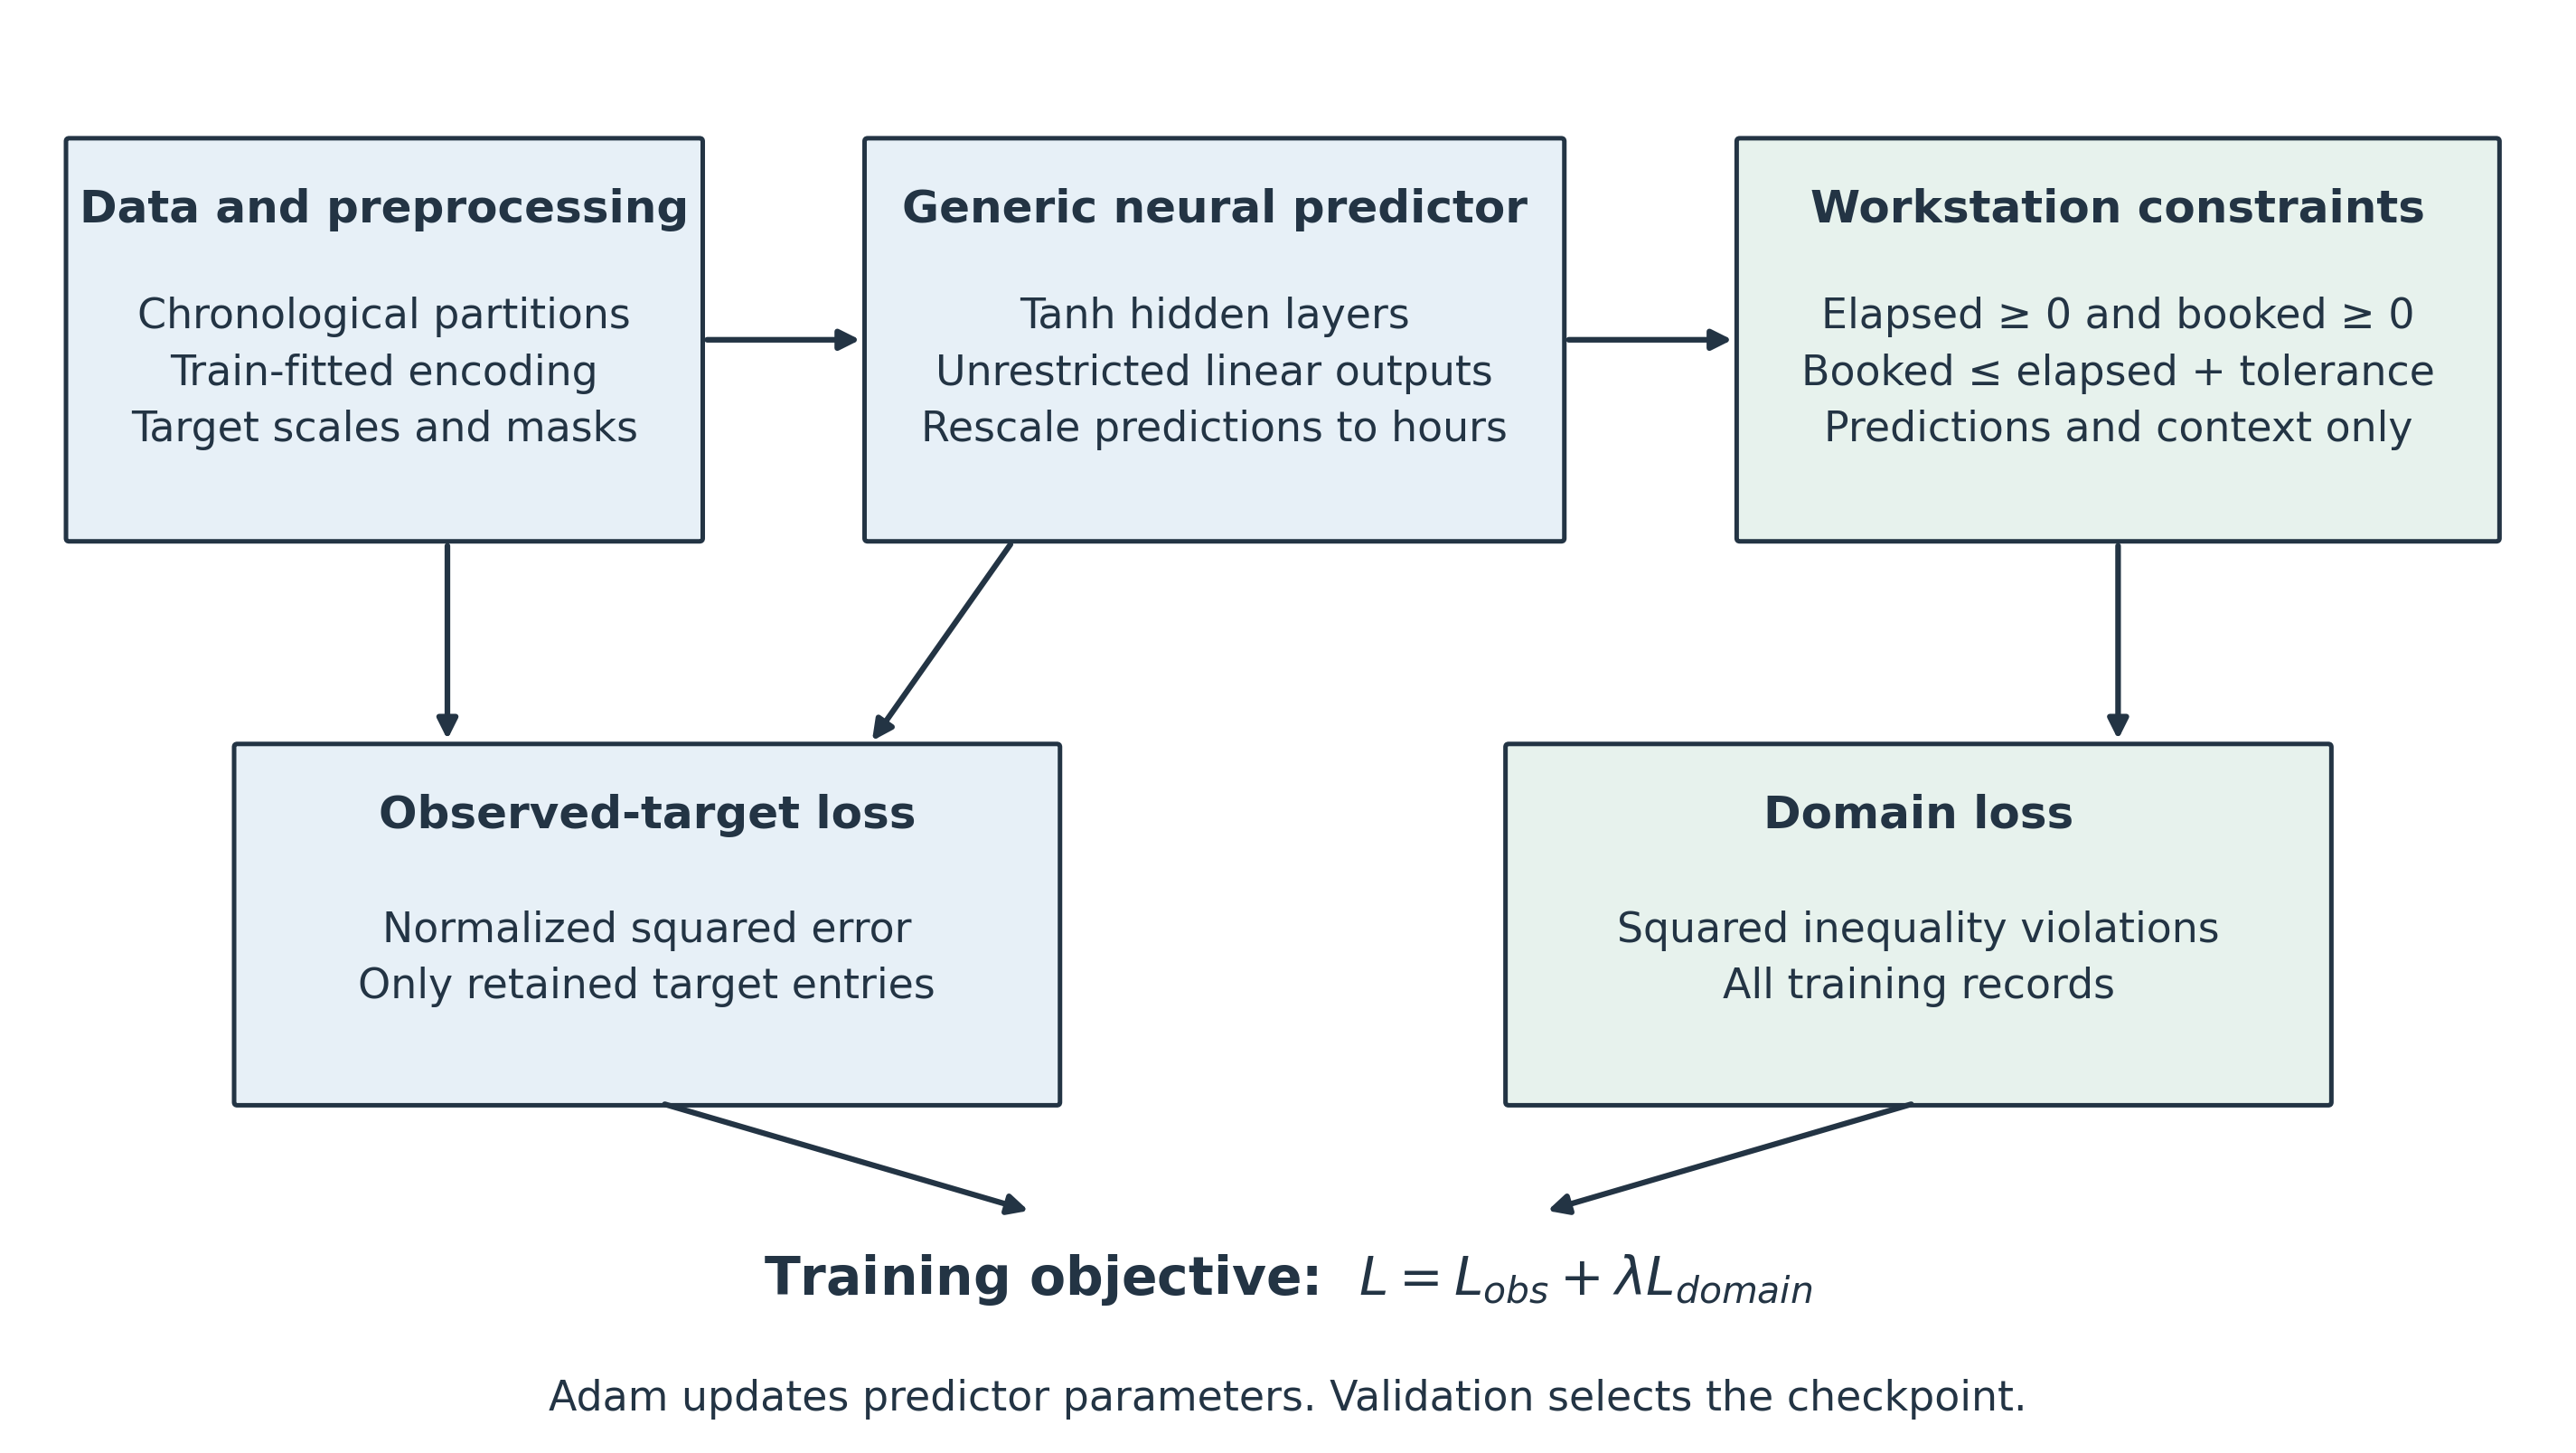 Data and preprocessing
Chronological partitions
Train-fitted encoding
Target scales and masks
Generic neural predictor
Tanh hidden layers
Unrestricted linear outputs
Rescale predictions to hours
Workstation constraints
Elapsed ≥ 0 and booked ≥ 0
Booked ≤ elapsed + tolerance
Predictions and context only
Observed-target loss
Normalized squared error
Only retained target entries
Domain loss
Squared inequality violations
All training records
Training objective: L = L_obs + λL_domain
Adam updates predictor parameters. Validation selects the checkpoint.